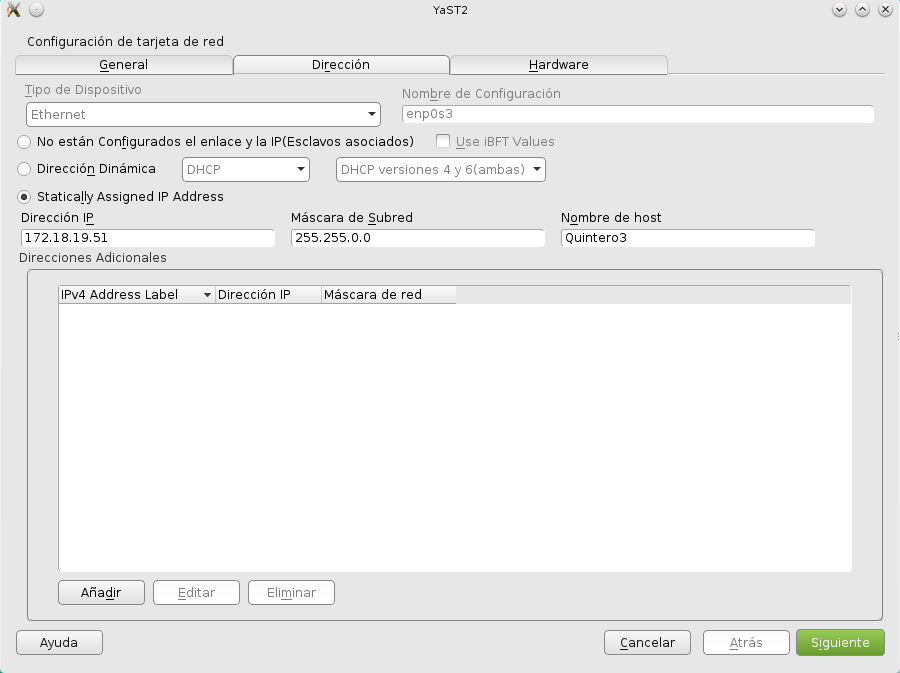 YaST2
Configuración de tarjeta de red
General Dirección Hardware
Tipo de Dispositivo Nombre de Configuración
Ethernet enp0s3
No están Configurados el enlace y la IP(Esclavos asociados) Use iBFT Values
Dirección Dinámica DHCP DHCP versiones 4 y 6(ambas)
Statically Assigned IP Address
Dirección IP Máscara de Subred Nombre de host
172.18.19.51 255.255.0.0 Quintero3
Direcciones Adicionales
IPv4 Address Label Dirección IP Máscara de red
Añadir Editar Eliminar
Ayuda Cancelar Atrás Siguiente